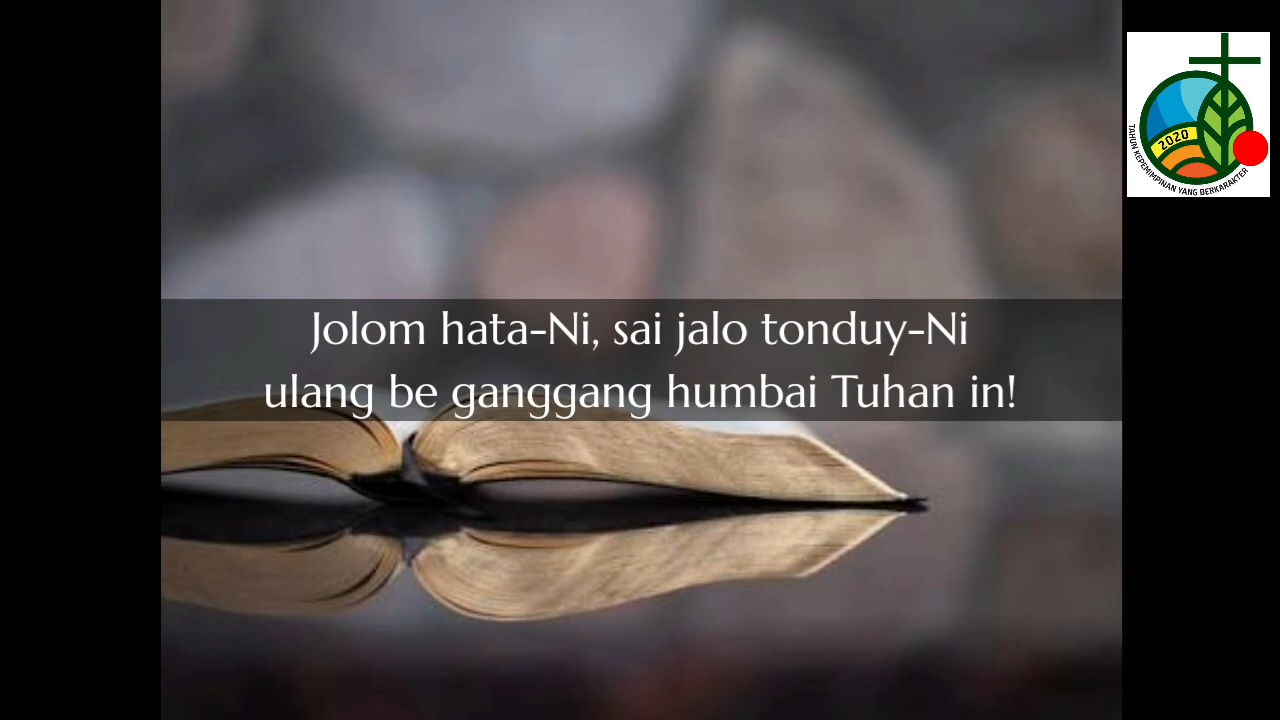 Jolom hata-Ni, sai jalo tonduy-Ni
ulang be ganggang humbai Tuhan in!
2020
TAHUN KEPEMIMPINAN YANG BERKARAKTER